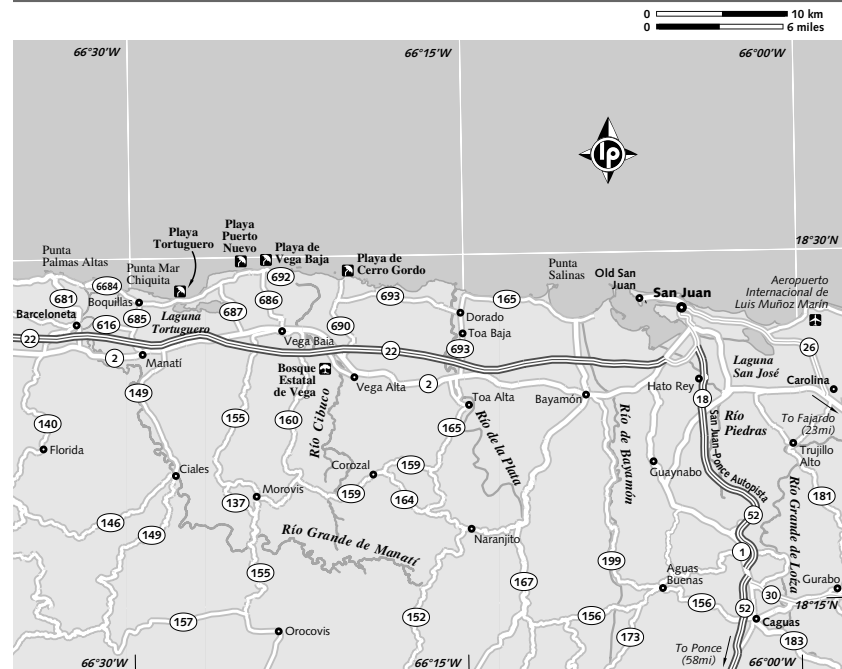 0 10 km
0 6 miles
66°30'W
66°15'W
66°00'W
lp
18°30'N
Playa
Tortuguero
Playa
Puerto
Nuevo
Playa de
Vega Baja
Playa de
Cerro Gordo
Punta
Palmas Altas
Punta Mar
Chiquita
Punta
Salinas
Old San
Juan
San Juan
Aeropuerto
Internacional de
Luis Muñoz Marín
6684
681
Boquillas
692
686
693
165
Barceloneta
616
685
Laguna
Tortuguero
687
690
Dorado
Toa Baja
22
Vega Baia
22
693
26
2
Manatí
Bosque
Estatal
de Vega
Vega Alta
2
Laguna
San José
Hato Rey
Carolina
149
Toa Alta
Bayamón
18
155
160
Río Cibuco
165
Río de la Plata
Río de Bayamón
San Juan-Ponce Autopista
Río
Piedras
To Fajardo
(23mi)
140
Florida
Trujillo
Alto
Ciales
Corozal
159
Guaynabo
181
137
Morovis
159
164
52
146
149
Río Grande de Manatí
Naranjito
Río Grande de Loíza
1
155
167
199
Aguas
Buenas
Gurabo
30
18°15'N
157
152
156
156
52
Caguas
Orocovis
173
183
To Ponce
(58mi)
66°30'W
66°15'W
66°00'W